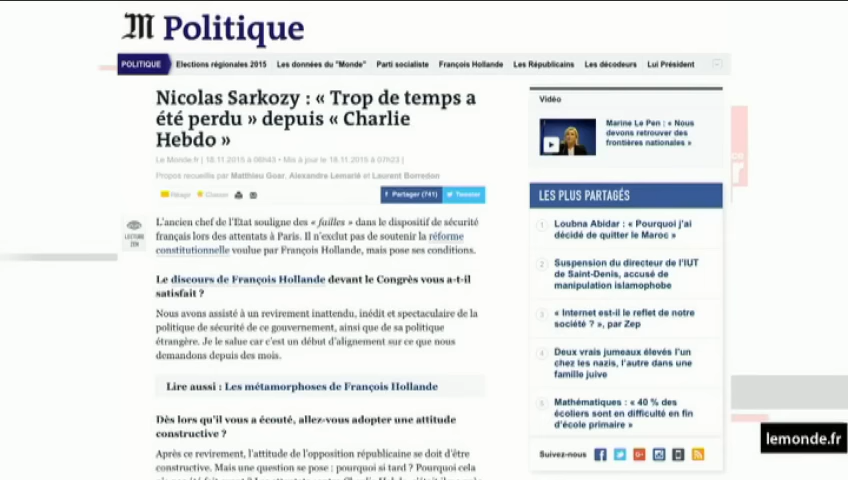 M Politique
POLITIQUE Elections régionales 2015 Les données du "Monde" Parti socialiste François Hollande Les Républicains Les décodeurs Lui Président
Nicolas Sarkozy : « Trop de temps a
été perdu » depuis « Charlie
Hebdo »
Le Monde.fr | 18.11.2015 à 06h43 • Mis à jour le 18.11.2015 à 07h23 |
Propos recueillis par Matthieu Goar, Alexandre Lemarié et Laurent Borredon
Réagir Classer
Partager (741) Tweeter
LECTURE
ZEN
L'ancien chef de l'Etat souligne des « failles » dans le dispositif de sécurité
français lors des attentats à Paris. Il n'exclut pas de soutenir la réforme
constitutionnelle voulue par François Hollande, mais pose ses conditions.
Le discours de François Hollande devant le Congrès vous a-t-il
satisfait ?
Nous avons assisté à un revirement inattendu, inédit et spectaculaire de la
politique de sécurité de ce gouvernement, ainsi que de sa politique
étrangère. Je le salue car c'est un début d'alignement sur ce que nous
demandons depuis des mois.
Lire aussi : Les métamorphoses de François Hollande
Dès lors qu'il vous a écouté, allez-vous adopter une attitude
constructive ?
Après ce revirement, l'attitude de l'opposition républicaine se doit d'être
constructive. Mais une question se pose : pourquoi si tard ? Pourquoi cela
Vidéo
Marine Le Pen : « Nous
devons retrouver des
frontières nationales »
LES PLUS PARTAGÉS
1 Loubna Abidar : « Pourquoi j'ai
décidé de quitter le Maroc »
2 Suspension du directeur de l'IUT
de Saint-Denis, accusé de
manipulation islamophobe
3 « Internet est-il le reflet de notre
société ? », par Zep
4 Deux vrais jumeaux élevés l'un
chez les nazis, l'autre dans une
famille juive
5 Mathématiques : « 40 % des
écoliers sont en difficulté en fin
d'école primaire »
Suivez-nous
lemonde.fr